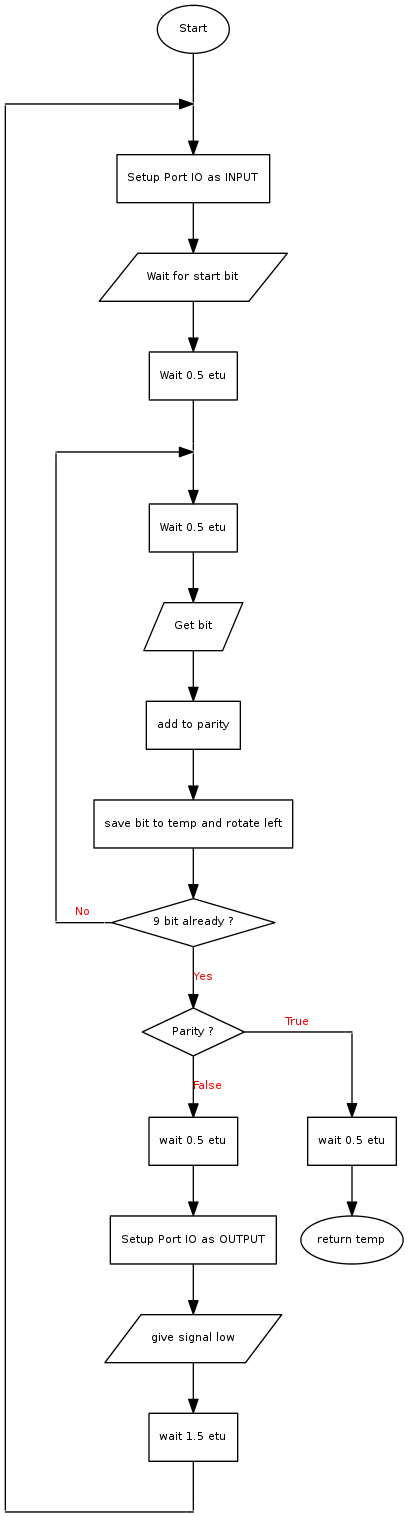 Start
Setup Port IO as INPUT
Wait for start bit
Wait 0.5 etu
Wait 0.5 etu
Get bit
add to parity
save bit to temp and rotate left
9 bit already ?
No
Yes
Parity ?
True
False
wait 0.5 etu
wait 0.5 etu
Setup Port IO as OUTPUT
return temp
give signal low
wait 1.5 etu